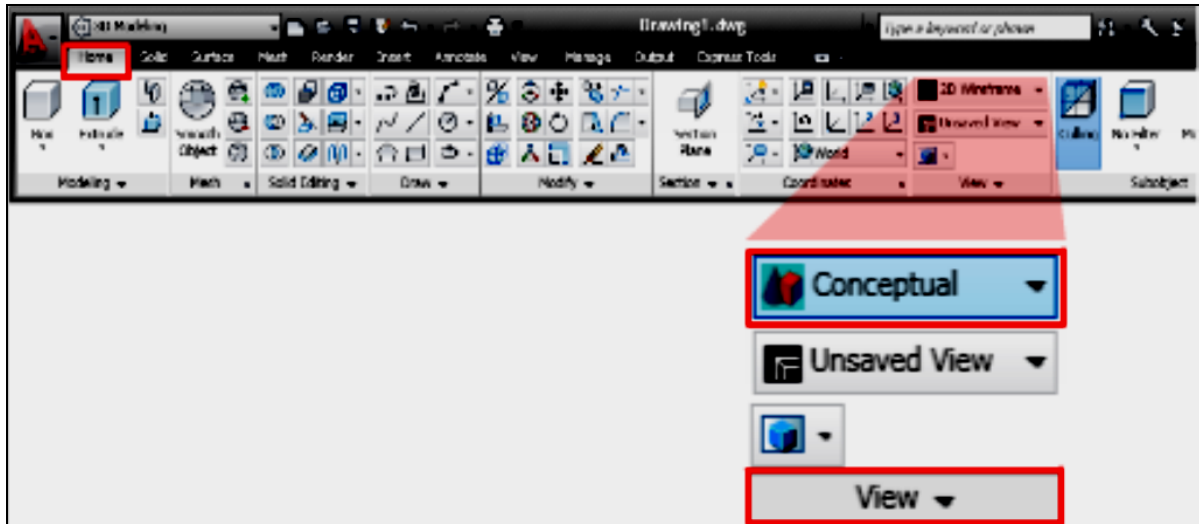 3D Modeling Drawing1.dwg Type a keyword or phrase
Home Solid Surface Mesh Render Insert Annotate View Manage Output Express Tools
2D Wireframe
Box Extrude Smooth Object Section Plane Unsaved View Culling No Filter
World
Modeling Mesh Solid Editing Draw Modify Section Coordinates View Subobject
Conceptual
Unsaved View
View